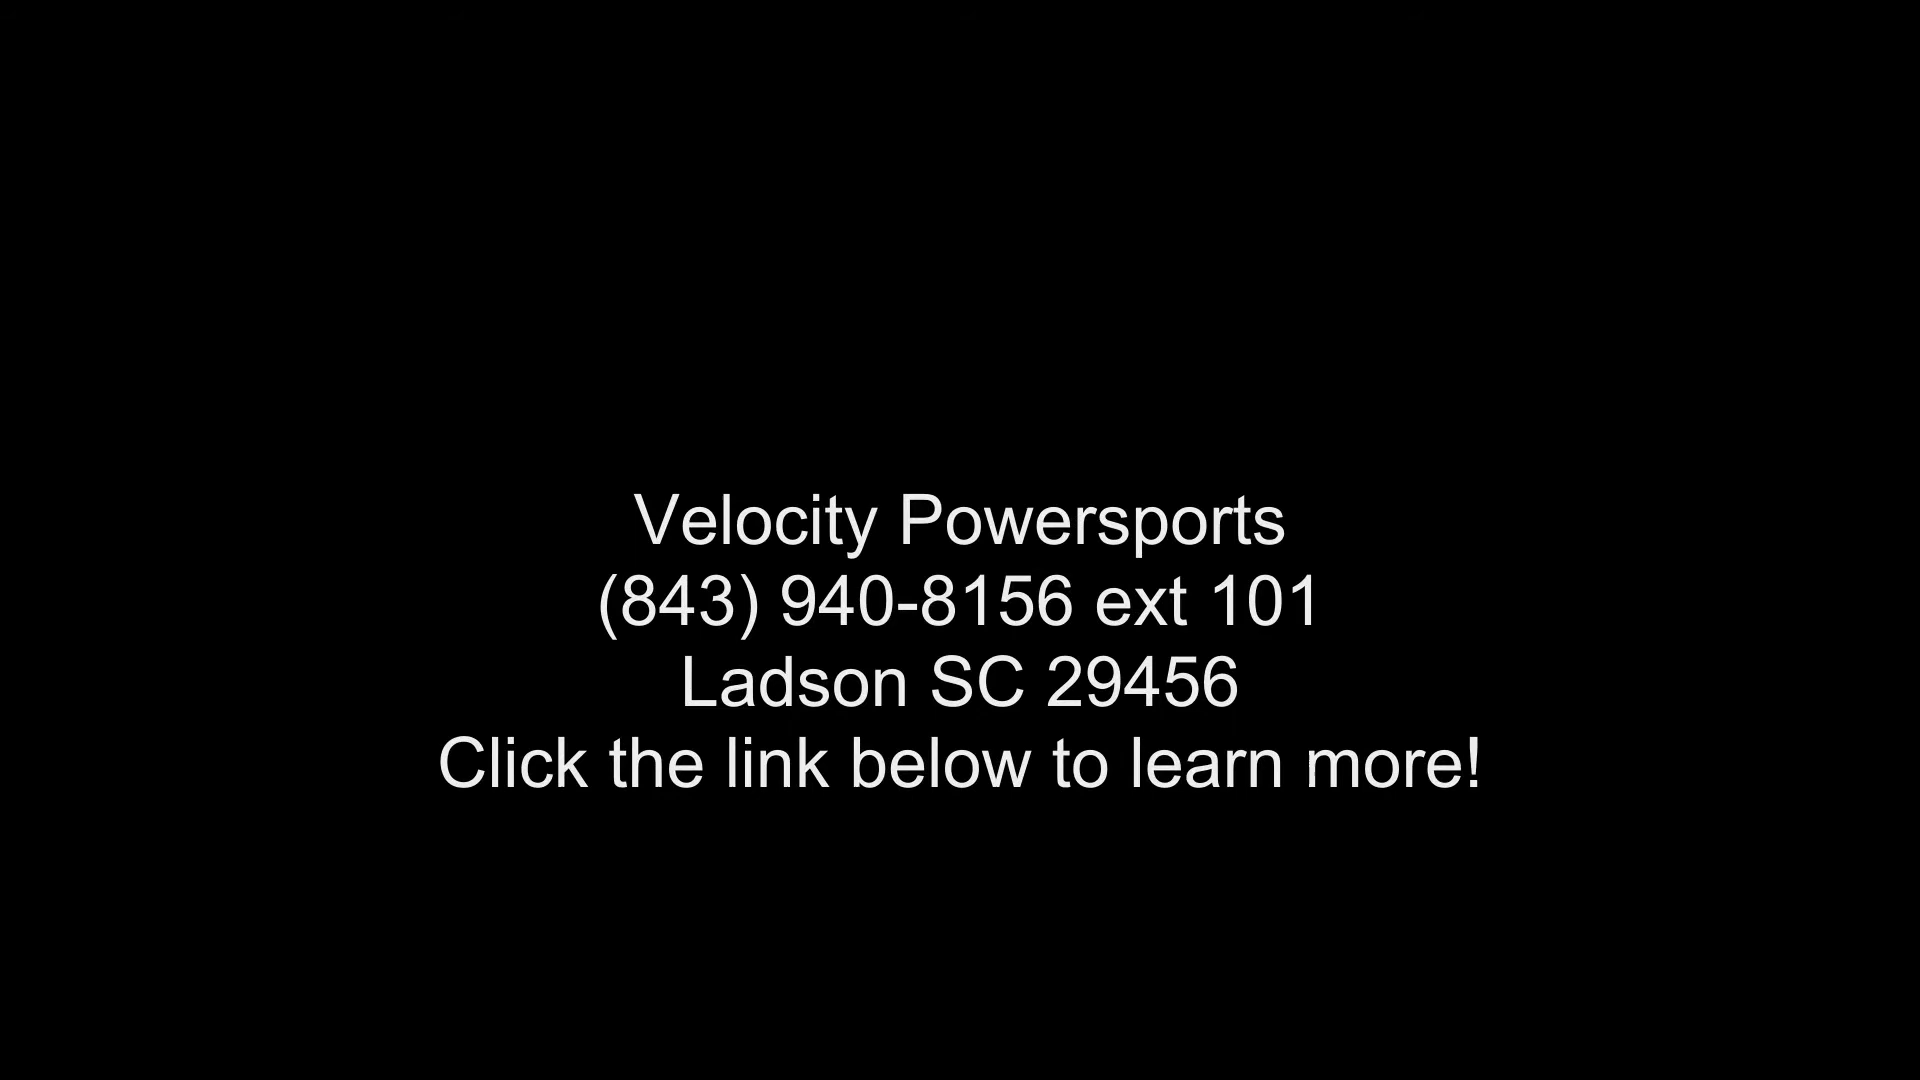 Velocity Powersports
(843) 940-8156 ext 101
Ladson SC 29456
Click the link below to learn more!